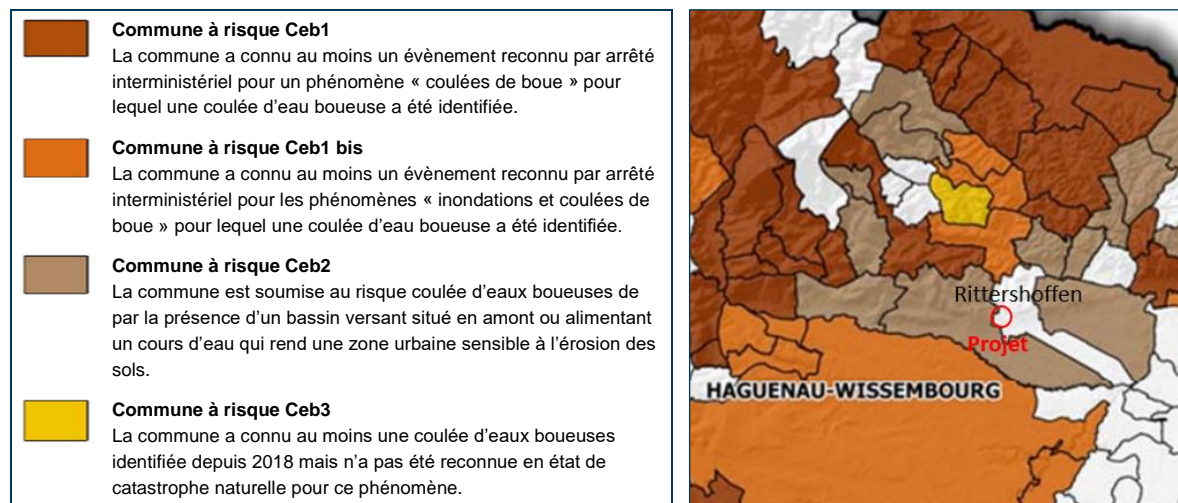 Commune à risque Ceb1
La commune a connu au moins un évènement reconnu par arrêté
interministériel pour un phénomène « coulées de boue » pour
lequel une coulée d'eau boueuse a été identifiée.
Commune à risque Ceb1 bis
La commune a connu au moins un évènement reconnu par arrêté
interministériel pour les phénomènes « inondations et coulées de
boue » pour lequel une coulée d'eau boueuse a été identifiée.
Commune à risque Ceb2
La commune est soumise au risque coulée d'eaux boueuses de
par la présence d'un bassin versant situé en amont ou alimentant
un cours d'eau qui rend une zone urbaine sensible à l'érosion des
sols.
Commune à risque Ceb3
La commune a connu au moins une coulée d'eaux boueuses
identifiée depuis 2018 mais n'a pas été reconnue en état de
catastrophe naturelle pour ce phénomène.
Rittershoffen
Projet
HAGUENAU-WISSEMBOURG